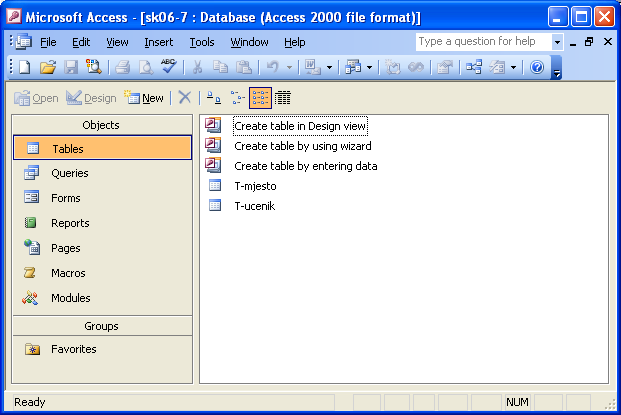 Microsoft Access - [sk06-7 : Database (Access 2000 file format)]
File Edit View Insert Tools Window Help Type a question for help
Open Design New
Objects
Tables
Queries
Forms
Reports
Pages
Macros
Modules
Groups
Favorites
Create table in Design view
Create table by using wizard
Create table by entering data
T-mjesto
T-ucenik
Ready NUM